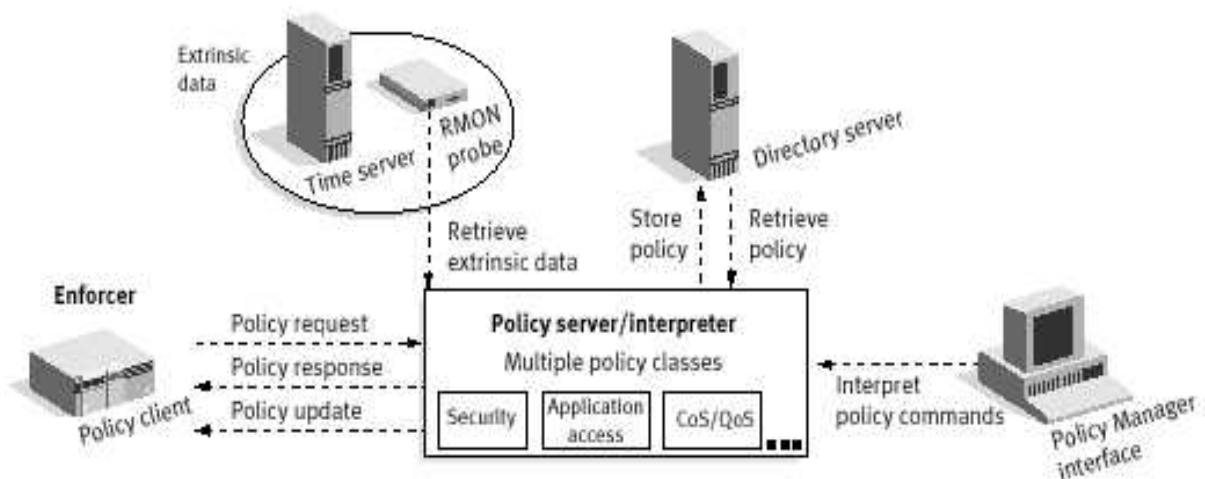 Extrinsic
data
Time server
RMON
probe
Directory server
Retrieve
extrinsic data
Store
policy
Retrieve
policy
Enforcer
Policy client
Policy request
Policy response
Policy update
Policy server/interpreter
Multiple policy classes
Security
Application
access
CoS/QoS
Interpret
policy commands
Policy Manager
interface